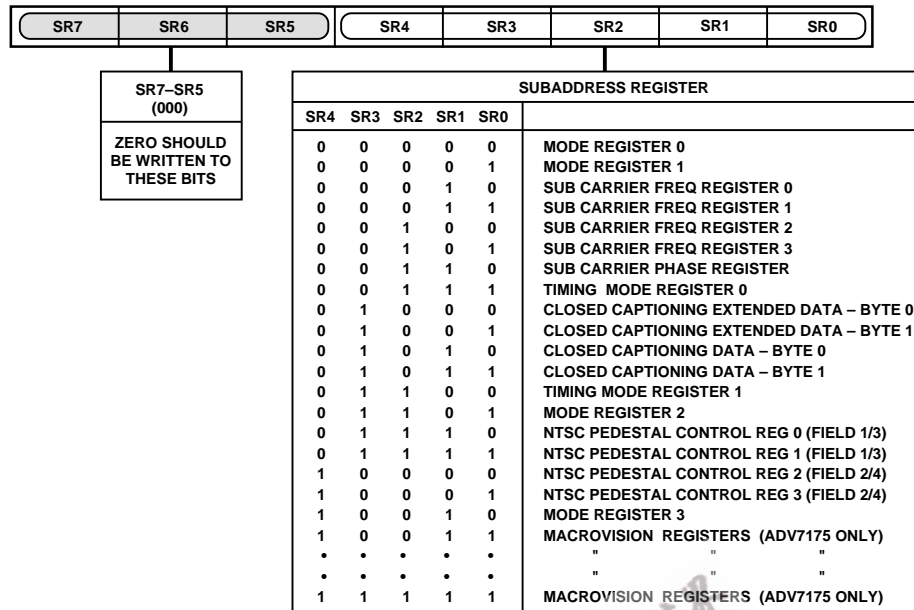 SR7 SR6 SR5 SR4 SR3 SR2 SR1 SR0
SR7–SR5
(000)
ZERO SHOULD
BE WRITTEN TO
THESE BITS
SUBADDRESS REGISTER
SR4 SR3 SR2 SR1 SR0
0 0 0 0 0 MODE REGISTER 0
0 0 0 0 1 MODE REGISTER 1
0 0 0 1 0 SUB CARRIER FREQ REGISTER 0
0 0 0 1 1 SUB CARRIER FREQ REGISTER 1
0 0 1 0 0 SUB CARRIER FREQ REGISTER 2
0 0 1 0 1 SUB CARRIER FREQ REGISTER 3
0 0 1 1 0 SUB CARRIER PHASE REGISTER
0 0 1 1 1 TIMING MODE REGISTER 0
0 1 0 0 0 CLOSED CAPTIONING EXTENDED DATA – BYTE 0
0 1 0 0 1 CLOSED CAPTIONING EXTENDED DATA – BYTE 1
0 1 0 1 0 CLOSED CAPTIONING DATA – BYTE 0
0 1 0 1 1 CLOSED CAPTIONING DATA – BYTE 1
0 1 1 0 0 TIMING MODE REGISTER 1
0 1 1 0 1 MODE REGISTER 2
0 1 1 1 0 NTSC PEDESTAL CONTROL REG 0 (FIELD 1/3)
0 1 1 1 1 NTSC PEDESTAL CONTROL REG 1 (FIELD 1/3)
1 0 0 0 0 NTSC PEDESTAL CONTROL REG 2 (FIELD 2/4)
1 0 0 0 1 NTSC PEDESTAL CONTROL REG 3 (FIELD 2/4)
1 0 0 1 0 MODE REGISTER 3
1 0 0 1 1 MACROVISION REGISTERS (ADV7175 ONLY)
• • • • • " " "
• • • • • " " "
1 1 1 1 1 MACROVISION REGISTERS (ADV7175 ONLY)